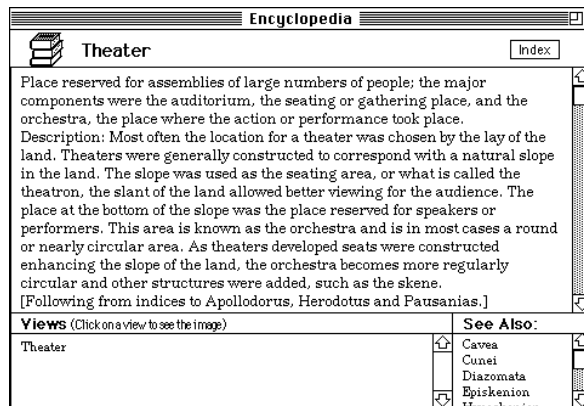 Encyclopedia
Theater
Index
Place reserved for assemblies of large numbers of people; the major
components were the auditorium, the seating or gathering place, and the
orchestra, the place where the action or performance took place.
Description: Most often the location for a theater was chosen by the lay of the
land. Theaters were generally constructed to correspond with a natural slope
in the land. The slope was used as the seating area, or what is called the
theatron, the slant of the land allowed better viewing for the audience. The
place at the bottom of the slope was the place reserved for speakers or
performers. This area is known as the orchestra and is in most cases a round
or nearly circular area. As theaters developed seats were constructed
enhancing the slope of the land, the orchestra becomes more regularly
circular and other structures were added, such as the skene.
[Following from indices to Apollodorus, Herodotus and Pausanias.]
Views (Click on a view to see the image)
Theater
See Also:
Cavea
Cunei
Diazomata
Episkenion